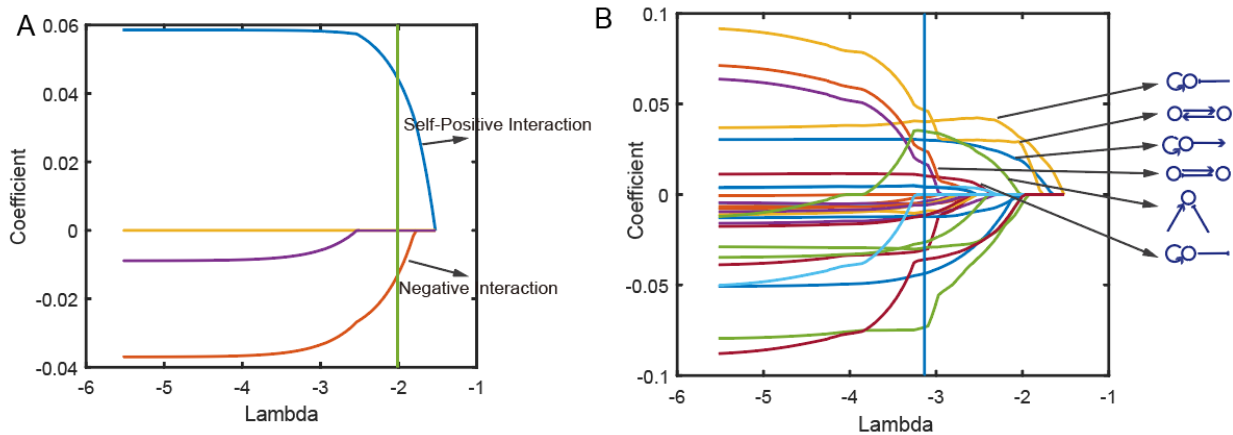 A
0.06
0.04
0.02
0
-0.02
-0.04
Coefficient
Self-Positive Interaction
Negative Interaction
-6
-5
-4
-3
-2
-1
Lambda
B
0.1
0.05
0
-0.05
-0.1
Coefficient
-6
-5
-4
-3
-2
-1
Lambda